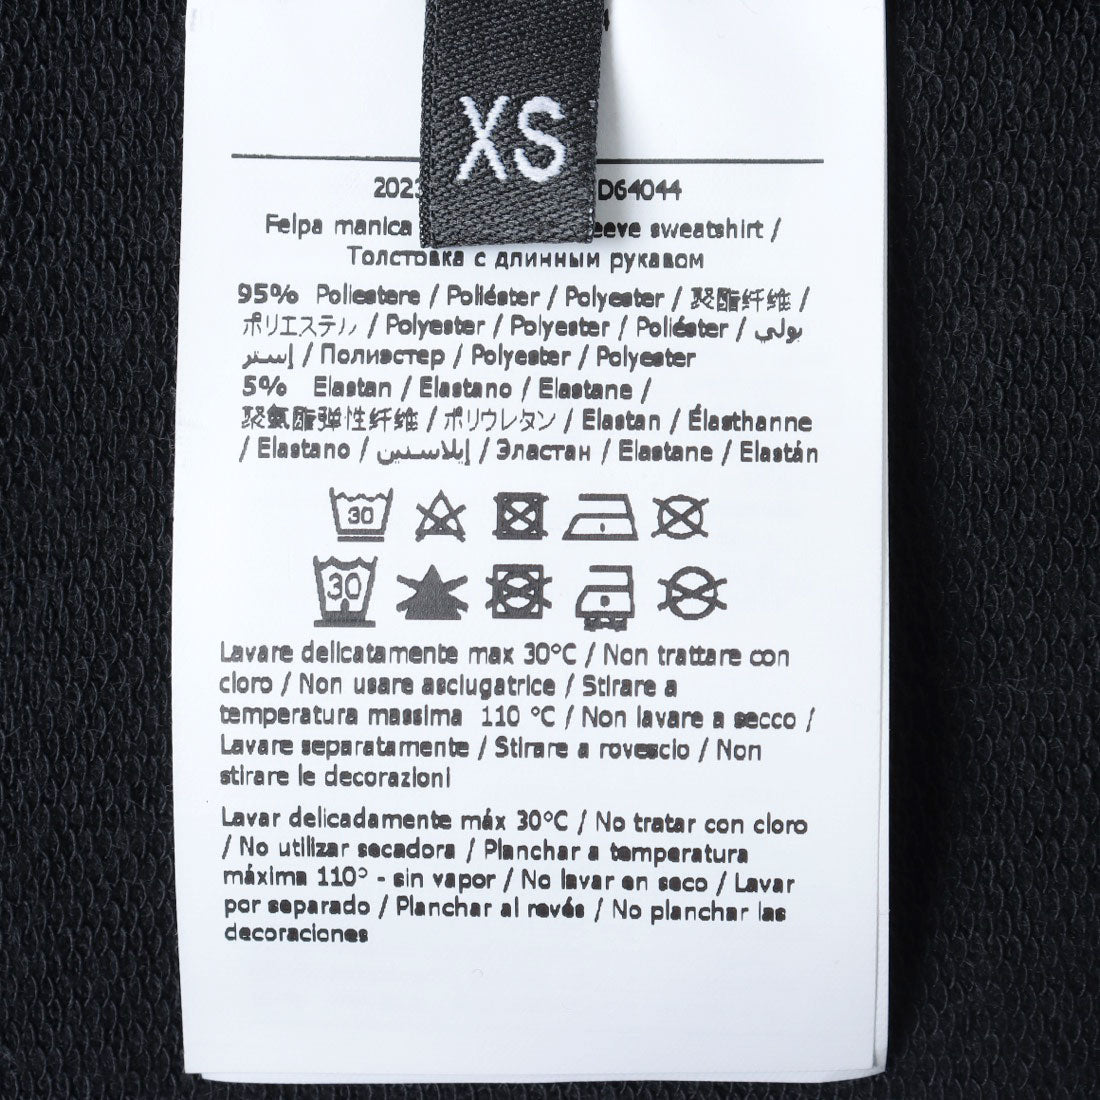 XS
2023 D64044
Felpa manica sweatshirt /
Толстовка с длинным рукавом
95% Poliestere / Poliéster / Polyester / 聚酯纤维 /
ポリエステル / Polyester / Polyester / Poliéster / بولي
إستر / Полиэстер / Polyester / Polyester
5% Elastan / Elastano / Elastane /
聚氨酯弹性纤维 / ポリウレタン / Elastan / Élasthanne
/ Elastano / إيلاستين / Эластан / Elastane / Elastán
30
30
Lavare delicatamente max 30°C / Non trattare con
cloro / Non usare asciugatrice / Stirare a
temperatura massima 110 °C / Non lavare a secco /
Lavare separatamente / Stirare a rovescio / Non
stirare le decorazioni
Lavar delicadamente máx 30°C / No tratar con cloro
/ No utilizar secadora / Planchar a temperatura
máxima 110° - sin vapor / No lavar en seco / Lavar
por separado / Planchar al revés / No planchar las
decoraciones